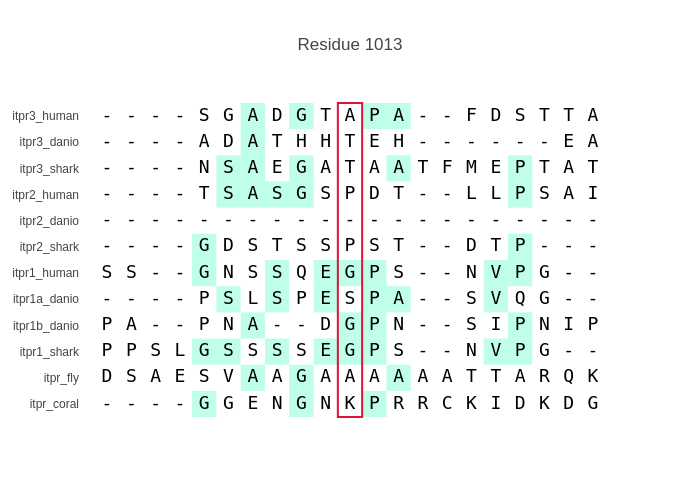 Residue 1013
itpr3_human - - - - S G A D G T A P A - - F D S T T A
itpr3_danio - - - - A D A T H H T E H - - - - - - E A
itpr3_shark - - - - N S A E G A T A A T F M E P T A T
itpr2_human - - - - T S A S G S P D T - - L L P S A I
itpr2_danio - - - - - - - - - - - - - - - - - - - - -
itpr2_shark - - - - G D S T S S P S T - - D T P - - -
itpr1_human S S - - G N S S Q E G P S - - N V P G - -
itpr1a_danio - - - - P S L S P E S P A - - S V Q G - -
itpr1b_danio P A - - P N A - - D G P N - - S I P N I P
itpr1_shark P P S L G S S S S E G P S - - N V P G - -
itpr_fly D S A E S V A A G A A A A A A T T A R Q K
itpr_coral - - - - G G E N G N K P R R C K I D K D G